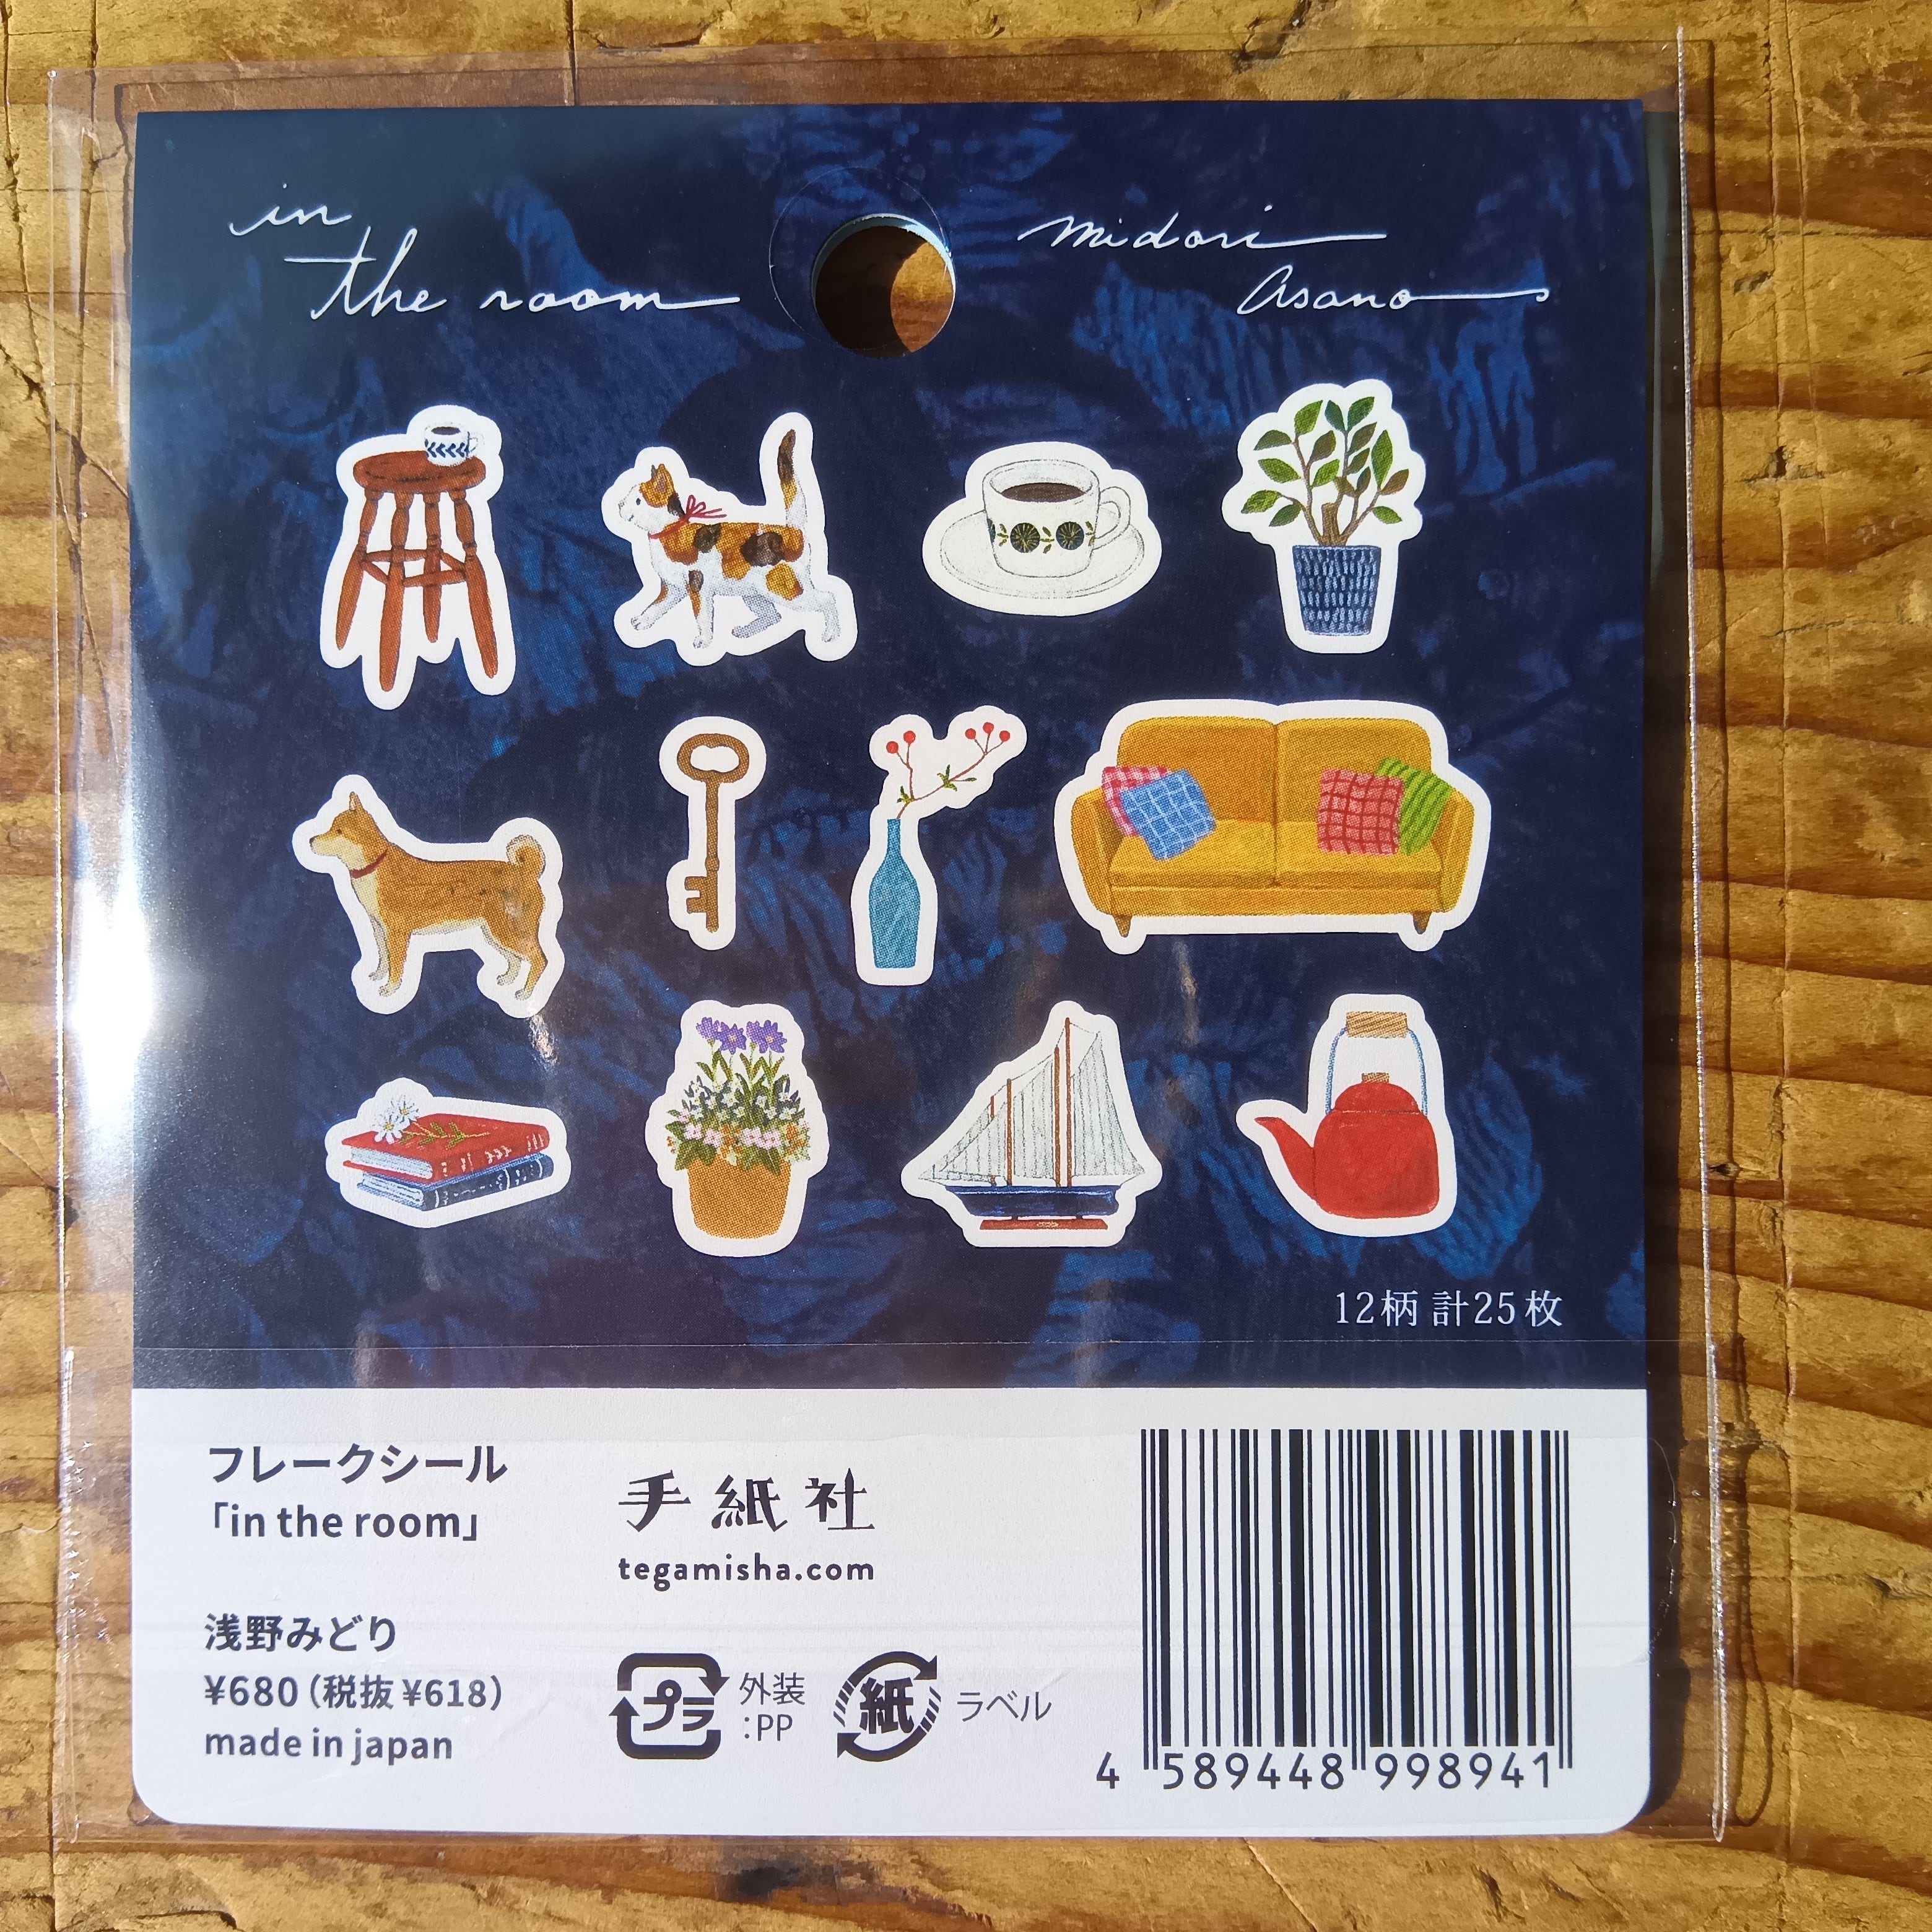 in
the room
midori
asano
12柄 計25枚
フレークシール
「in the room」
浅野みどり
¥680（税抜 ¥618）
made in japan
手紙社
tegamisha.com
プラ
外装
:PP
紙
ラベル
4 589448 998941